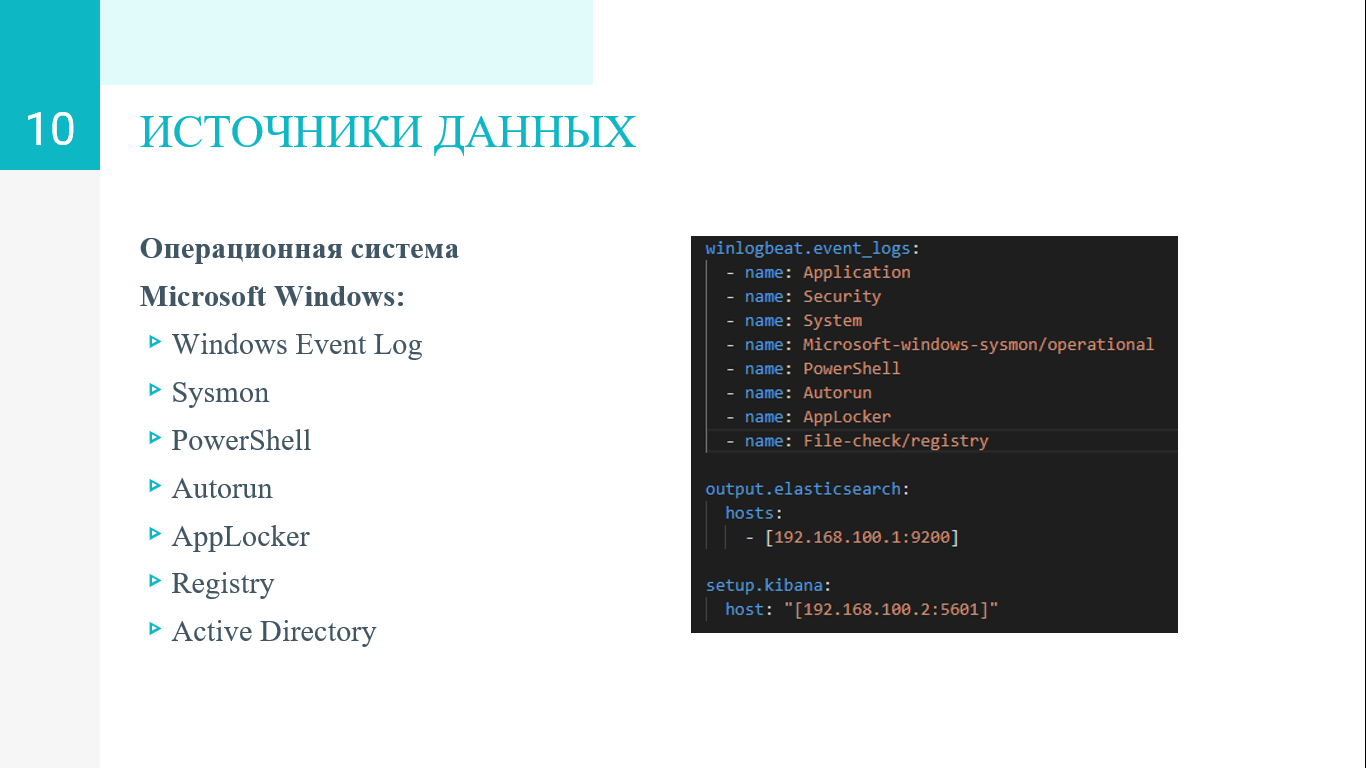 10
ИСТОЧНИКИ ДАННЫХ
Операционная система
Microsoft Windows:
Windows Event Log
Sysmon
PowerShell
Autorun
AppLocker
Registry
Active Directory
winlogbeat.event_logs:
- name: Application
- name: Security
- name: System
- name: Microsoft-windows-sysmon/operational
- name: PowerShell
- name: Autorun
- name: AppLocker
- name: File-check/registry
output.elasticsearch:
hosts:
- [192.168.100.1:9200]
setup.kibana:
host: "[192.168.100.2:5601]"